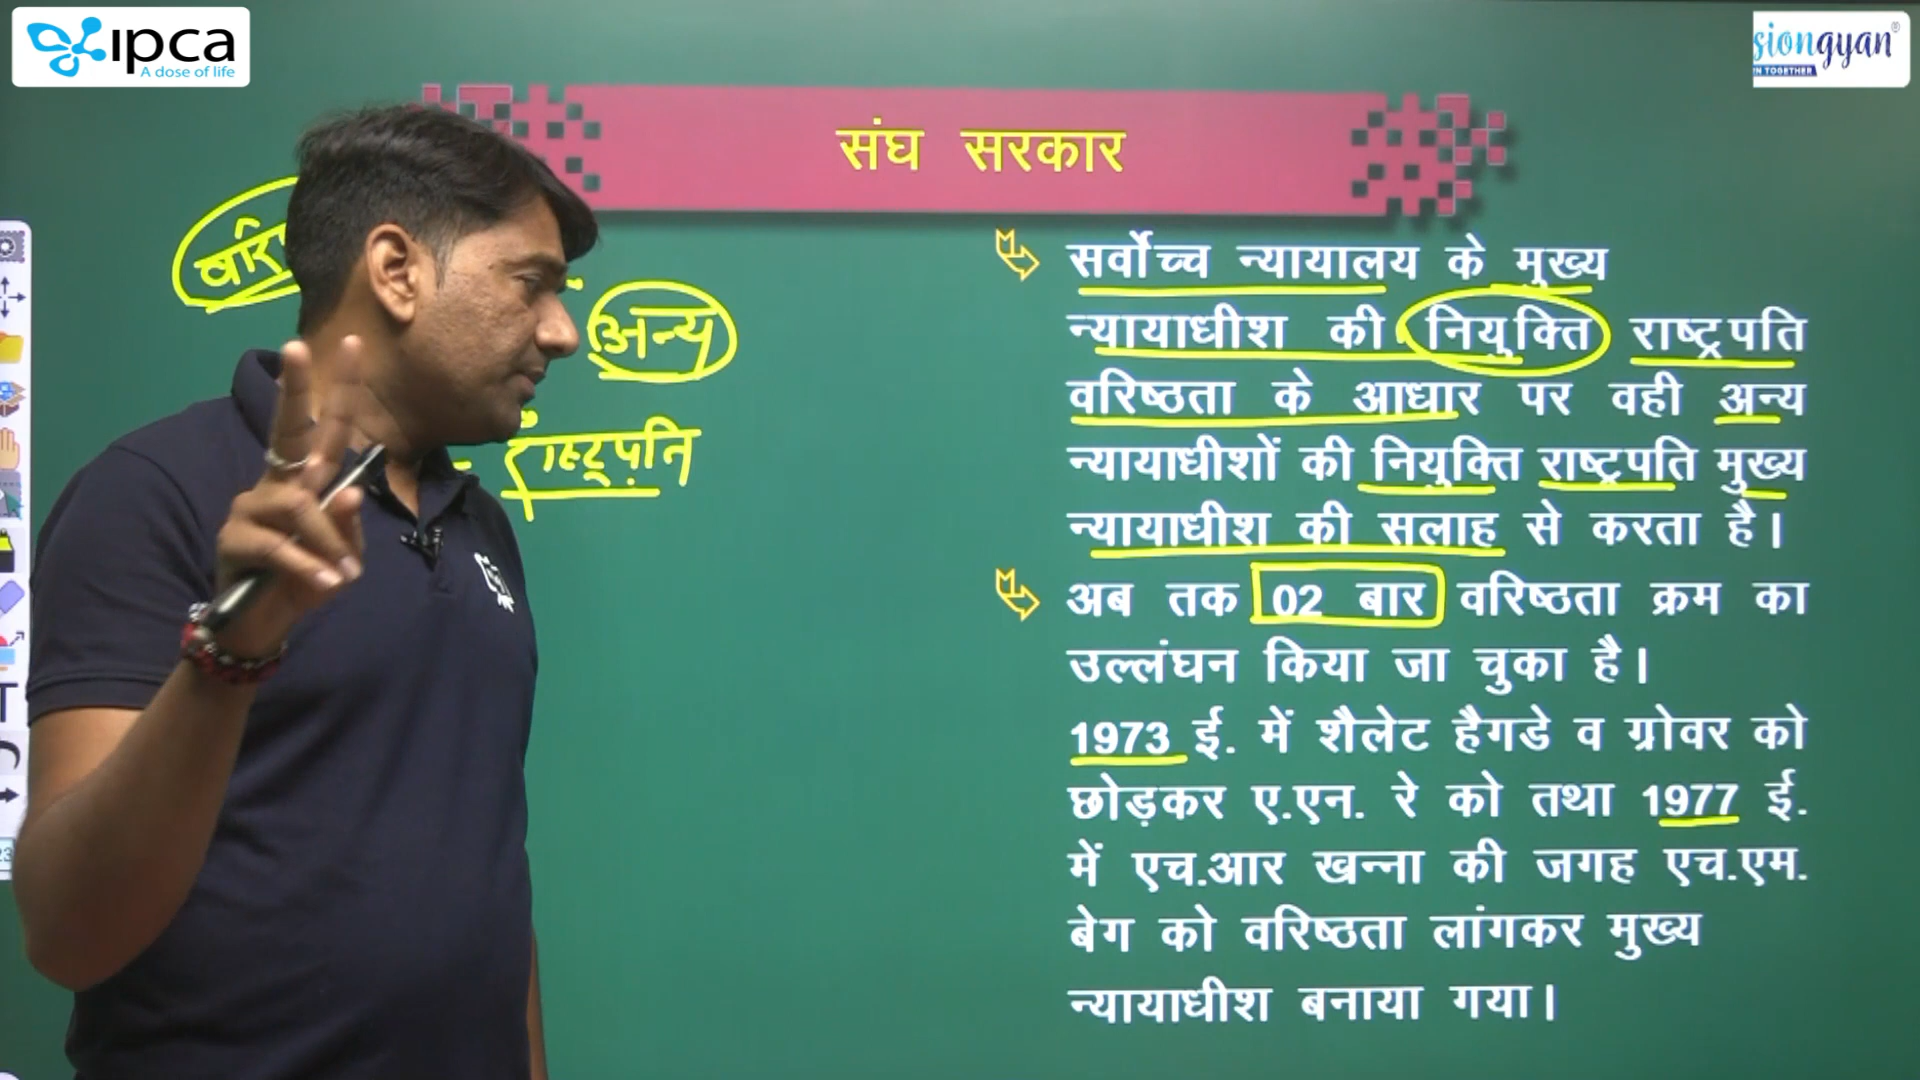 ipca
A dose of life
siongyan®
N TOGETHER
संघ सरकार
वरि
अन्य
राष्ट्रपति
सर्वोच्च न्यायालय के मुख्य
न्यायाधीश की नियुक्ति राष्ट्रपति
वरिष्ठता के आधार पर वही अन्य
न्यायाधीशों की नियुक्ति राष्ट्रपति मुख्य
न्यायाधीश की सलाह से करता है।
अब तक 02 बार वरिष्ठता क्रम का
उल्लंघन किया जा चुका है।
1973 ई. में शैलेट हैगडे व ग्रोवर को
छोड़कर ए.एन. रे को तथा 1977 ई.
में एच.आर खन्ना की जगह एच.एम.
बेग को वरिष्ठता लांगकर मुख्य
न्यायाधीश बनाया गया।